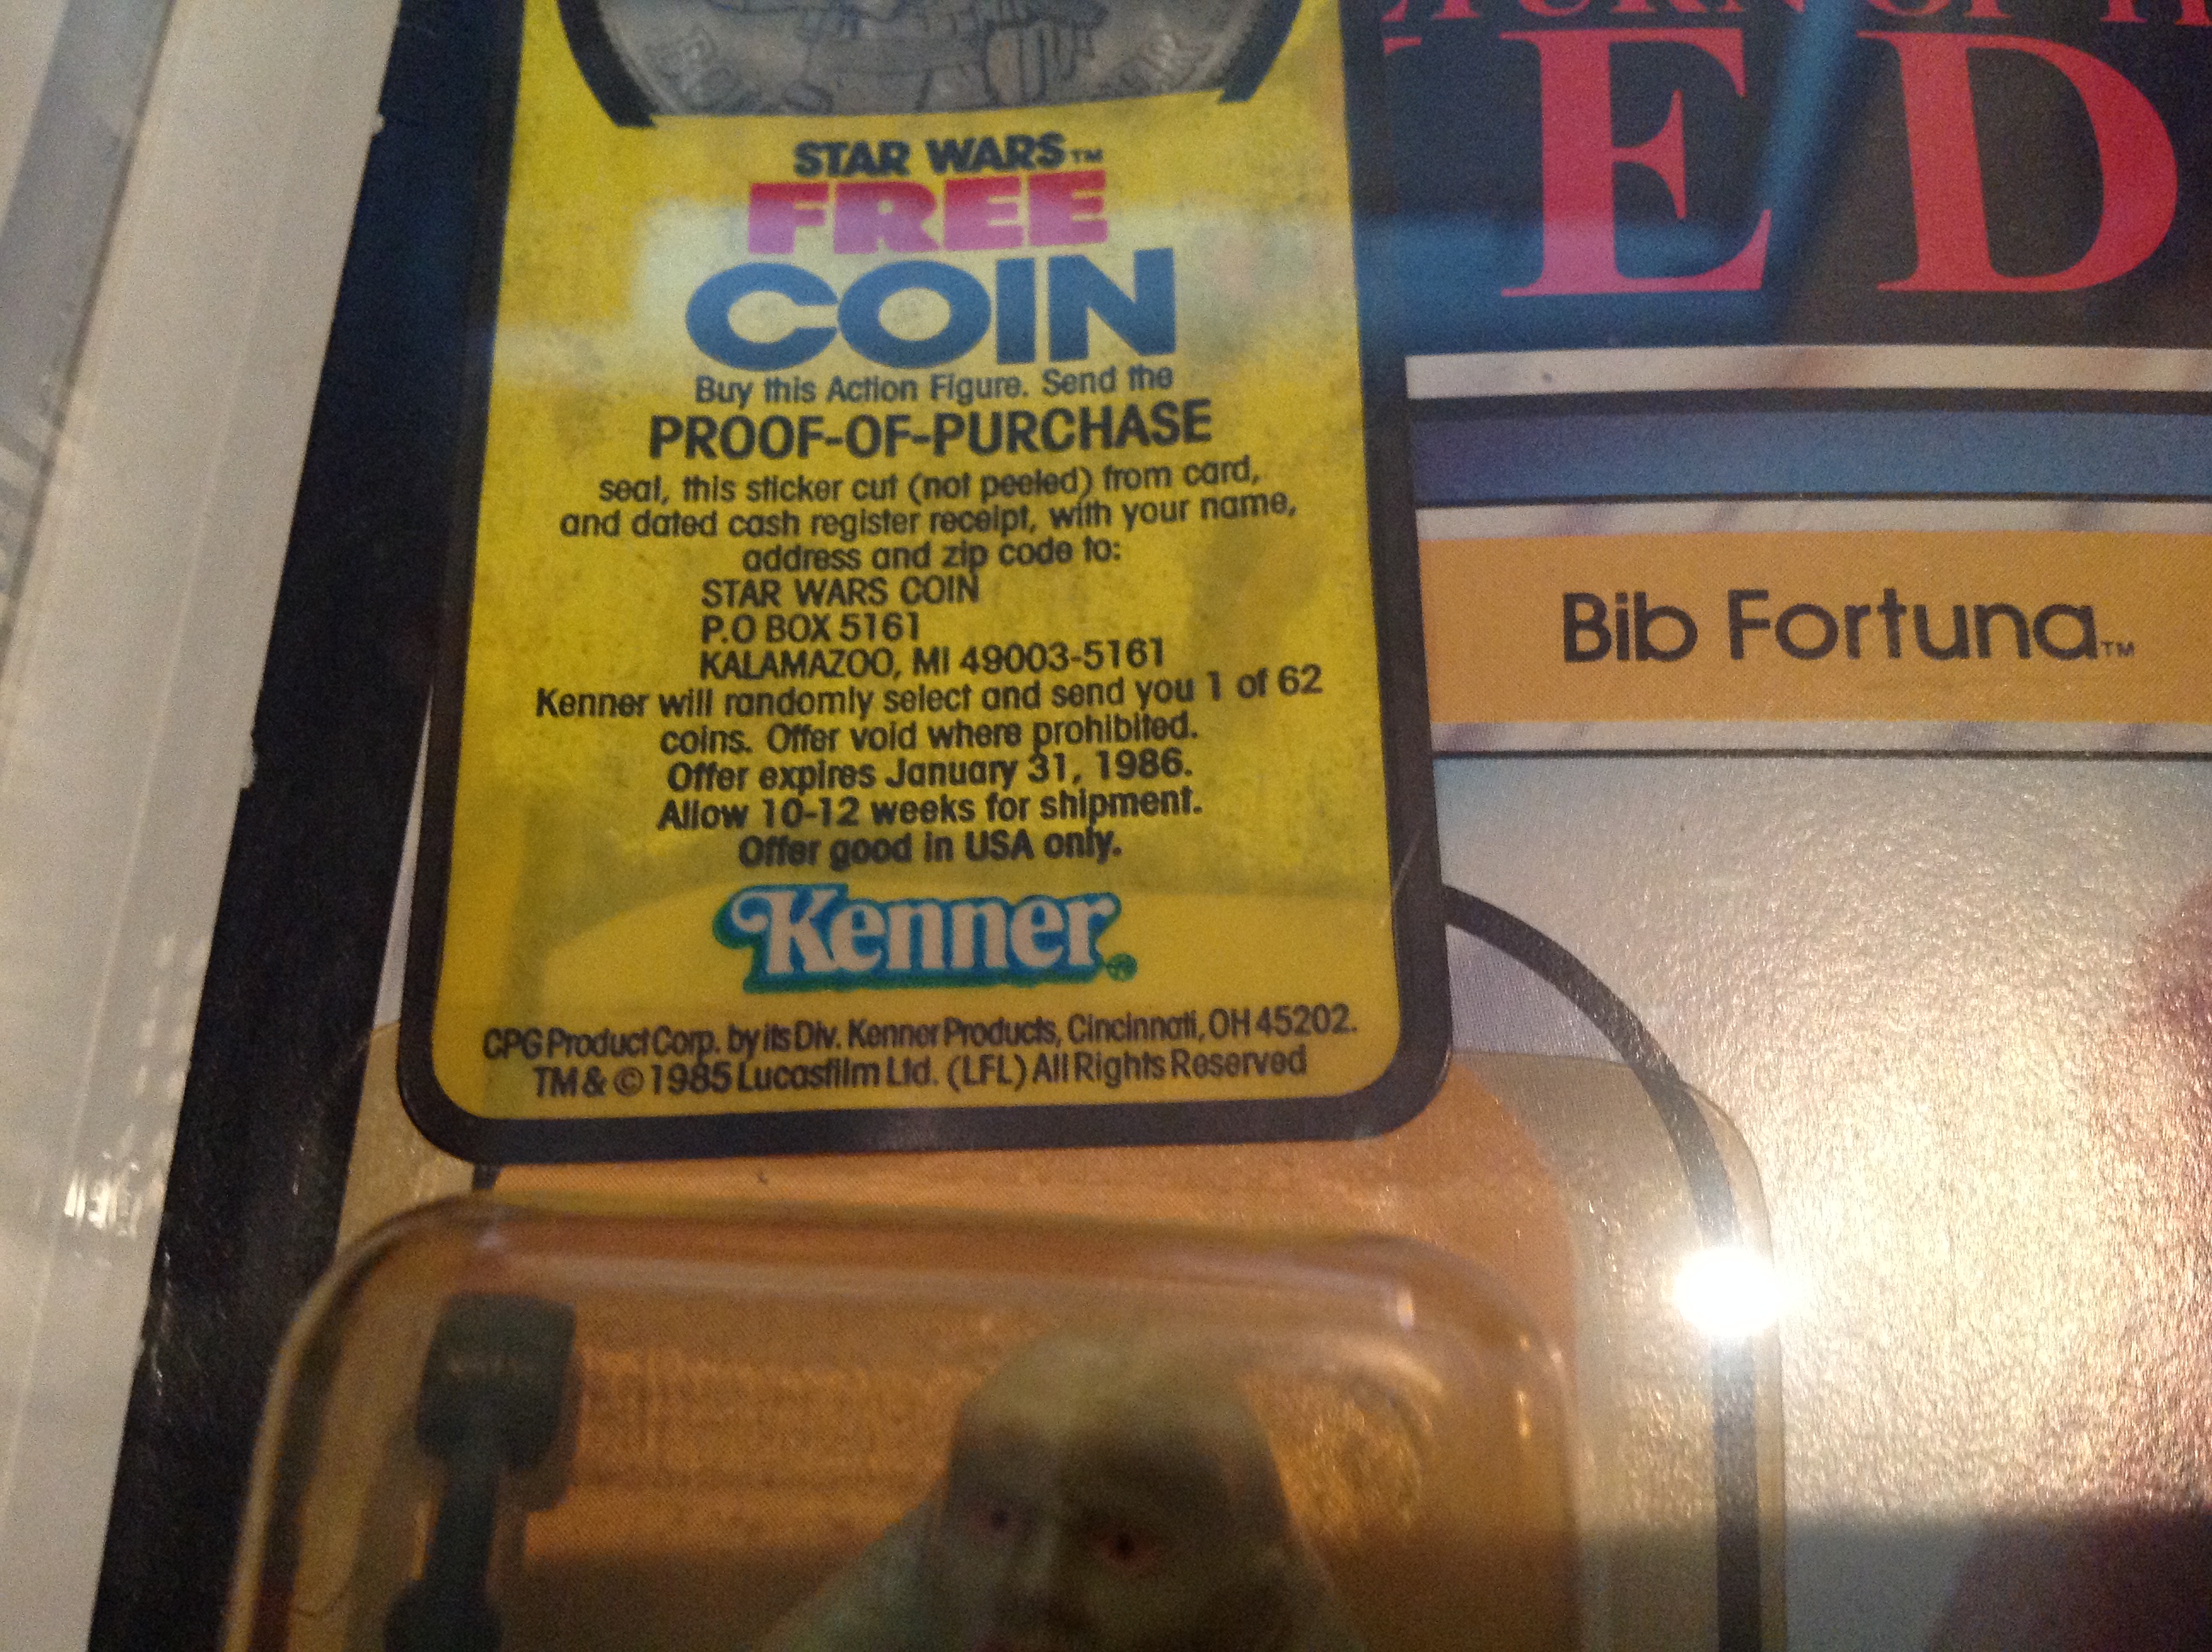 STAR WARS™
FREE
COIN
Buy this Action Figure. Send the
PROOF-OF-PURCHASE
seal, this sticker cut (not peeled) from card,
and dated cash register receipt, with your name,
address and zip code to:
STAR WARS COIN
P.O BOX 5161
KALAMAZOO, MI 49003-5161
Kenner will randomly select and send you 1 of 62
coins. Offer void where prohibited.
Offer expires January 31, 1986.
Allow 10-12 weeks for shipment.
Offer good in USA only.
Kenner®
CPG Product Corp. by its Div. Kenner Products, Cincinnati, OH 45202.
TM & © 1985 Lucasfilm Ltd. (LFL) All Rights Reserved
ED
Bib Fortuna™